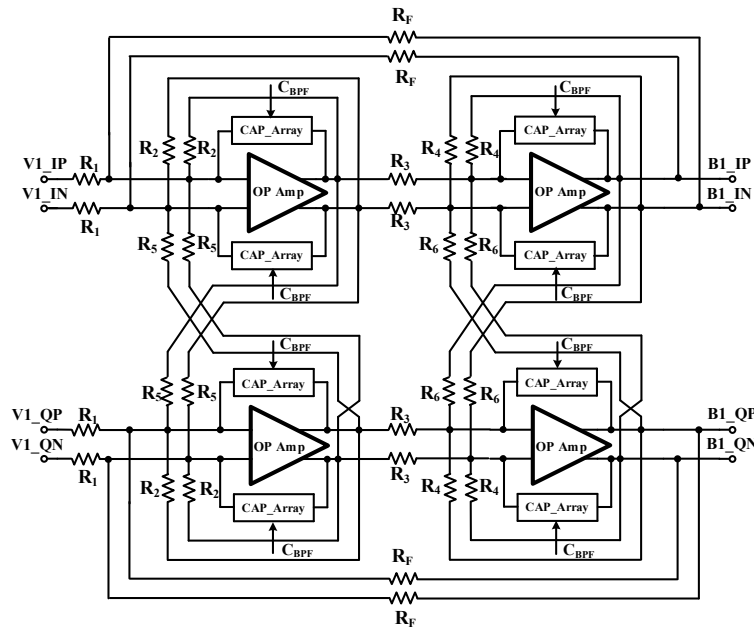 R_F
R_F
C_BPF C_BPF
CAP_Array CAP_Array
R_2 R_2 R_4 R_4
V1_IP R_1 R_3 B1_IP
OP Amp OP Amp
V1_IN B1_IN
R_1 R_3
R_5 R_5 R_6 R_6
CAP_Array CAP_Array
C_BPF C_BPF
C_BPF C_BPF
R_5 R_5 R_6 R_6
CAP_Array CAP_Array
V1_QP R_1 R_3 B1_QP
OP Amp OP Amp
V1_QN B1_QN
R_1 R_3
R_2 R_2 R_4 R_4
CAP_Array CAP_Array
C_BPF C_BPF
R_F
R_F